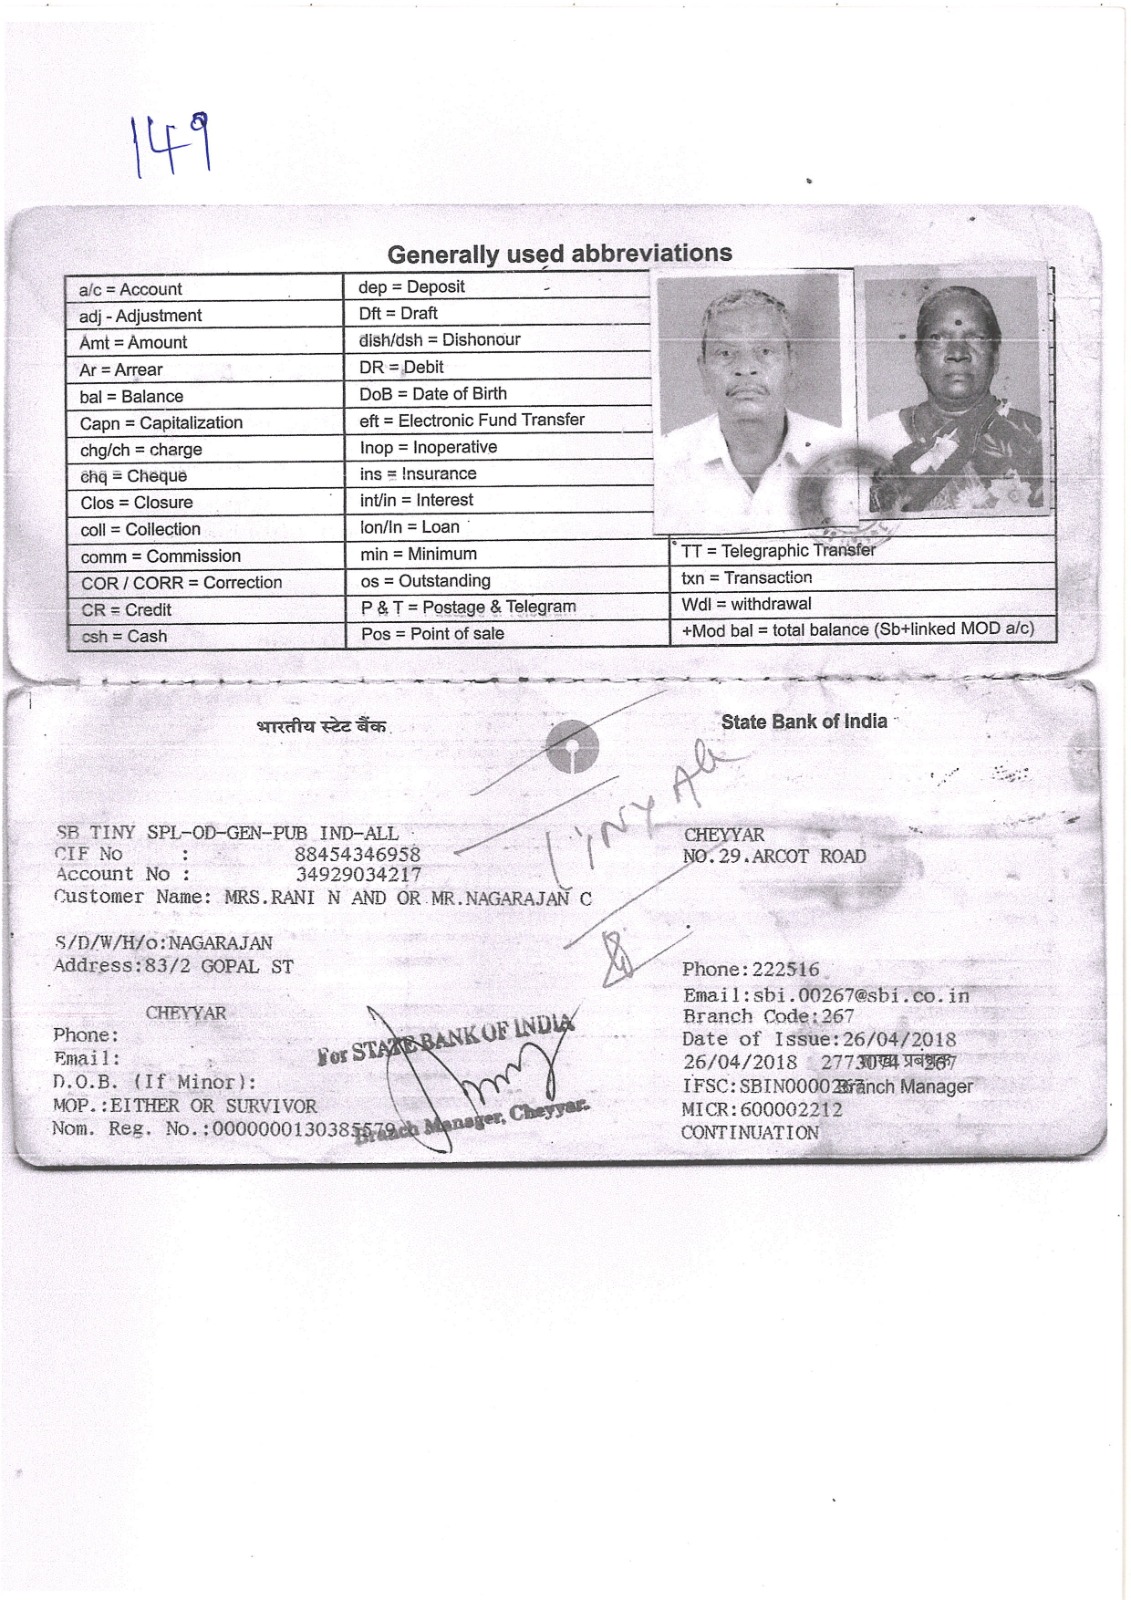 149
Generally used abbreviations
a/c = Account
adj - Adjustment
Amt = Amount
Ar = Arrear
bal = Balance
Capn = Capitalization
chg/ch = charge
chq = Cheque
Clos = Closure
coll = Collection
comm = Commission
COR / CORR = Correction
CR = Credit
csh = Cash
dep = Deposit
Dft = Draft
dish/dsh = Dishonour
DR = Debit
DoB = Date of Birth
eft = Electronic Fund Transfer
Inop = Inoperative
ins = Insurance
int/in = Interest
lon/ln = Loan
min = Minimum
os = Outstanding
P & T = Postage & Telegram
Pos = Point of sale
TT = Telegraphic Transfer
txn = Transaction
Wdl = withdrawal
+Mod bal = total balance (Sb+linked MOD a/c)
भारतीय स्टेट बैंक
State Bank of India
SB TINY SPL-OD-GEN-PUB IND-ALL
CIF No : 88454346958
Account No : 34929034217
Customer Name: MRS.RANI N AND OR MR.NAGARAJAN C
S/D/W/H/o:NAGARAJAN
Address:83/2 GOPAL ST
CHEYYAR
Phone:
Email:
D.O.B. (If Minor):
MOP.:EITHER OR SURVIVOR
Nom. Reg. No.:0000000130385579
For STATE BANK OF INDIA
Branch Manager, Cheyyar.
CHEYYAR
NO.29.ARCOT ROAD
Phone:222516
Email:sbi.00267@sbi.co.in
Branch Code:267
Date of Issue:26/04/2018
26/04/2018 2773094 267
शाखा प्रबंधक
IFSC:SBIN0000267
Branch Manager
MICR:600002212
CONTINUATION